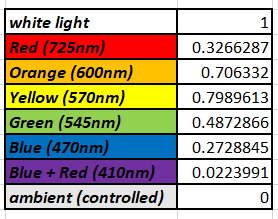 white light 1
Red (725nm) 0.3266287
Orange (600nm) 0.706332
Yellow (570nm) 0.7989613
Green (545nm) 0.4872866
Blue (470nm) 0.2728845
Blue + Red (410nm) 0.0223991
ambient (controlled) 0